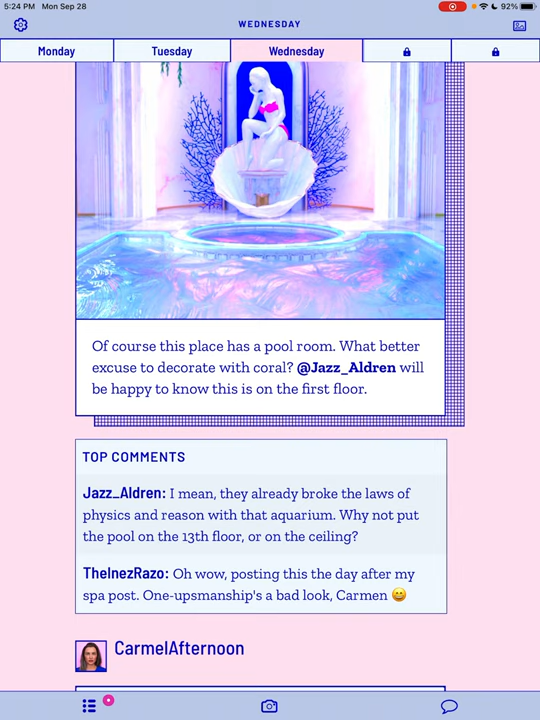 5:24 PM Mon Sep 28
92%
WEDNESDAY
Monday
Tuesday
Wednesday
Of course this place has a pool room. What better
excuse to decorate with coral? @Jazz_Aldren will
be happy to know this is on the first floor.
TOP COMMENTS
Jazz_Aldren: I mean, they already broke the laws of
physics and reason with that aquarium. Why not put
the pool on the 13th floor, or on the ceiling?
TheInezRazo: Oh wow, posting this the day after my
spa post. One-upsmanship's a bad look, Carmen 😄
CarmelAfternoon